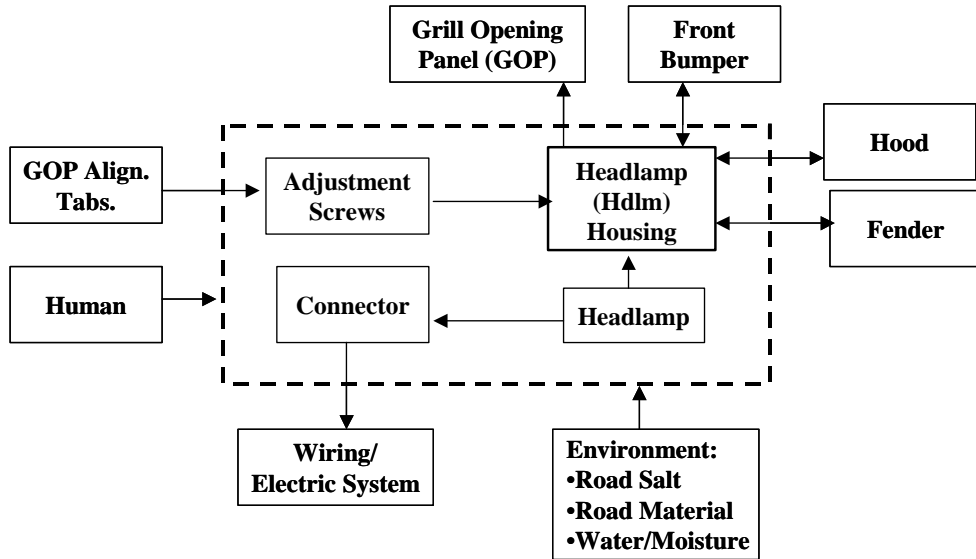 Grill Opening
Panel (GOP)
Front
Bumper
Hood
GOP Align.
Tabs.
Adjustment
Screws
Headlamp
(Hdlm)
Housing
Fender
Human
Connector
Headlamp
Wiring/
Electric System
Environment:
•Road Salt
•Road Material
•Water/Moisture